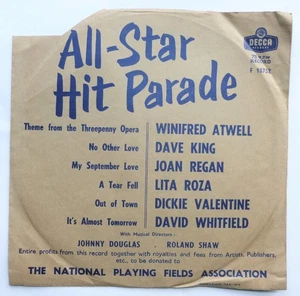 All-Star
DECCA
Hit Parade
Theme from the Threepenny Opera WINIFRED ATWELL
No Other Love DAVE KING
My September Love JOAN REGAN
A Tear Fell LITA ROZA
Out of Town DICKIE VALENTINE
It's Almost Tomorrow DAVID WHITFIELD
With Musical Directors:
JOHNNY DOUGLAS . ROLAND SHAW
Entire profits from this record together with royalties and fees from Artists, Publishers,
etc., to be donated to
THE NATIONAL PLAYING FIELDS ASSOCIATION